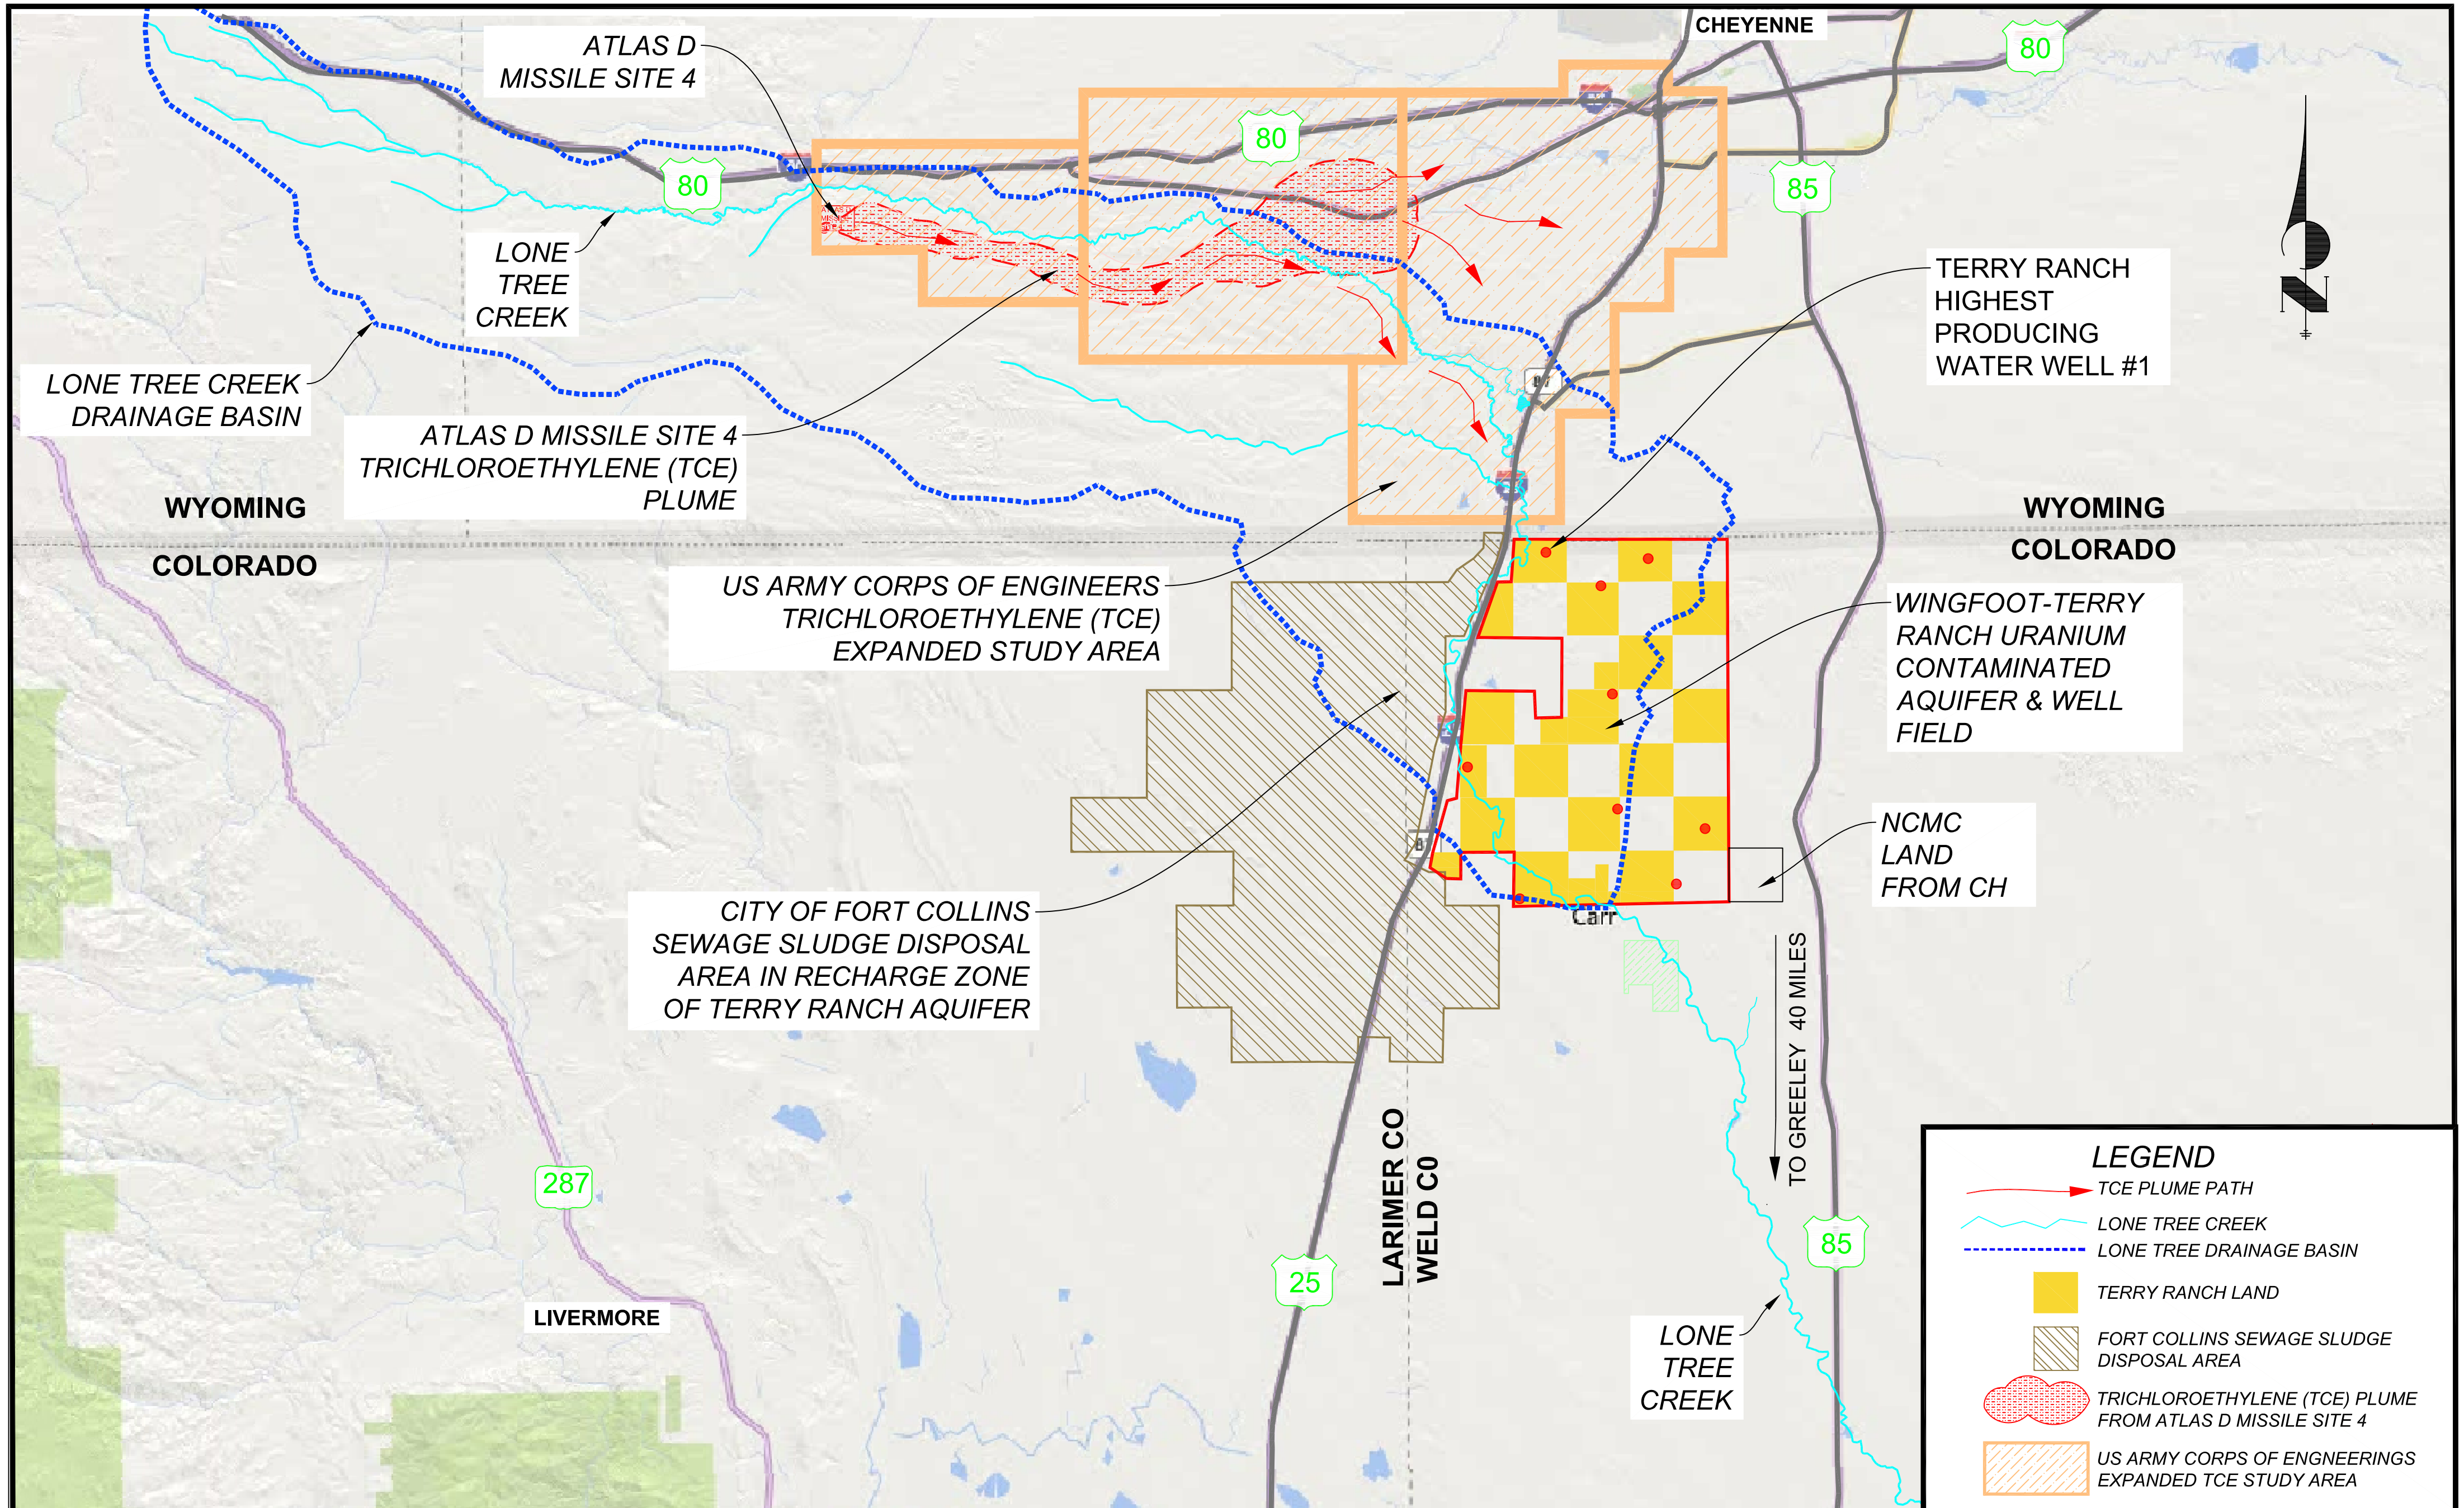 CHEYENNE
80
ATLAS D
MISSILE SITE 4
80
80
85
LONE
TREE
CREEK
TERRY RANCH
HIGHEST
PRODUCING
WATER WELL #1
N
LONE TREE CREEK
DRAINAGE BASIN
87
ATLAS D MISSILE SITE 4
TRICHLOROETHYLENE (TCE)
PLUME
WYOMING
COLORADO
WYOMING
COLORADO
US ARMY CORPS OF ENGINEERS
TRICHLOROETHYLENE (TCE)
EXPANDED STUDY AREA
WINGFOOT-TERRY
RANCH URANIUM
CONTAMINATED
AQUIFER & WELL
FIELD
NCMC
LAND
FROM CH
CITY OF FORT COLLINS
SEWAGE SLUDGE DISPOSAL
AREA IN RECHARGE ZONE
OF TERRY RANCH AQUIFER
Carr
TO GREELEY 40 MILES
LARIMER CO
WELD C0
287
25
85
LIVERMORE
LONE
TREE
CREEK
LEGEND
TCE PLUME PATH
LONE TREE CREEK
LONE TREE DRAINAGE BASIN
TERRY RANCH LAND
FORT COLLINS SEWAGE SLUDGE
DISPOSAL AREA
TRICHLOROETHYLENE (TCE) PLUME
FROM ATLAS D MISSILE SITE 4
US ARMY CORPS OF ENGNEERINGS
EXPANDED TCE STUDY AREA